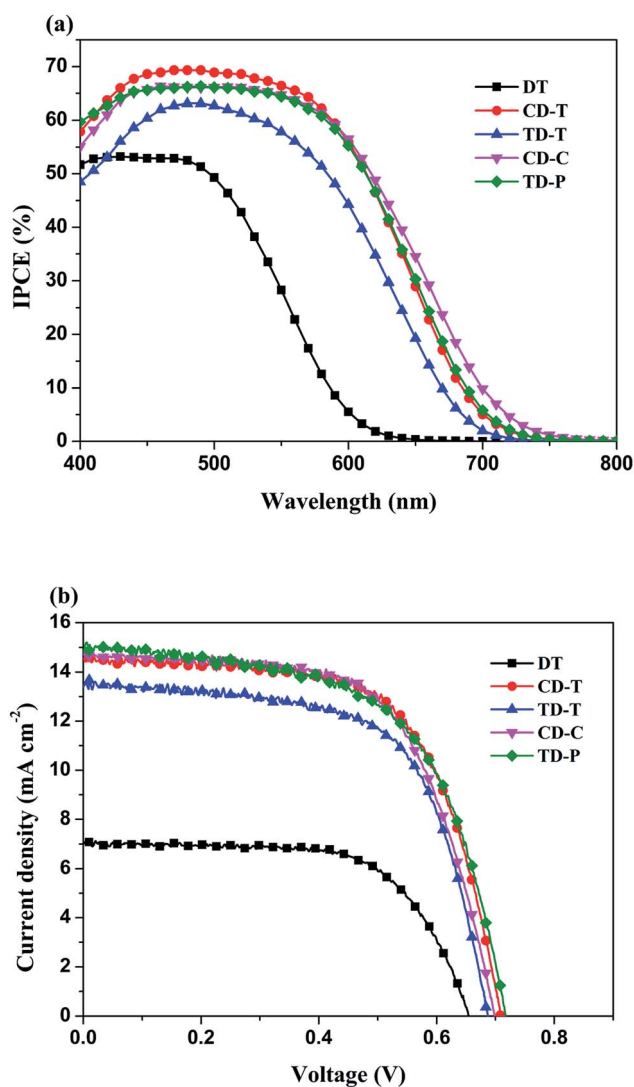 (a)
70
60
50
40
30
20
10
0
IPCE (%)
400 500 600 700 800
Wavelength (nm)
DT
CD-T
TD-T
CD-C
TD-P
(b)
16
14
12
10
8
6
4
2
0
Current density (mA cm⁻²)
0.0 0.2 0.4 0.6 0.8
Voltage (V)
DT
CD-T
TD-T
CD-C
TD-P